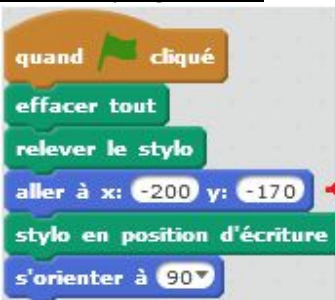 quand cliqué
effacer tout
relever le stylo
aller à x: -200 y: -170
stylo en position d'écriture
s'orienter à 90